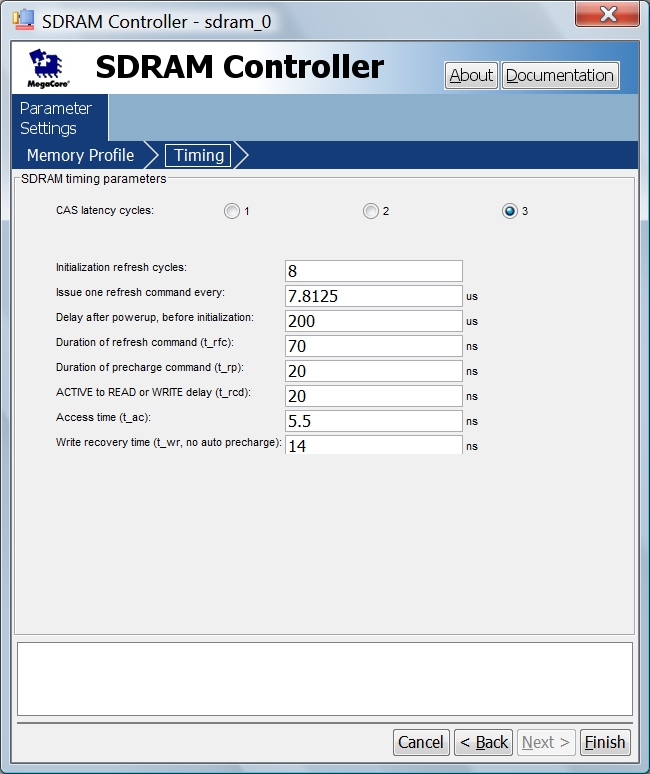 SDRAM Controller - sdram_0
MegaCore®
SDRAM Controller
About Documentation
Parameter
Settings
Memory Profile Timing
SDRAM timing parameters
CAS latency cycles: 1 2 3
Initialization refresh cycles: 8
Issue one refresh command every: 7.8125 us
Delay after powerup, before initialization: 200 us
Duration of refresh command (t_rfc): 70 ns
Duration of precharge command (t_rp): 20 ns
ACTIVE to READ or WRITE delay (t_rcd): 20 ns
Access time (t_ac): 5.5 ns
Write recovery time (t_wr, no auto precharge): 14 ns
Cancel < Back Next > Finish